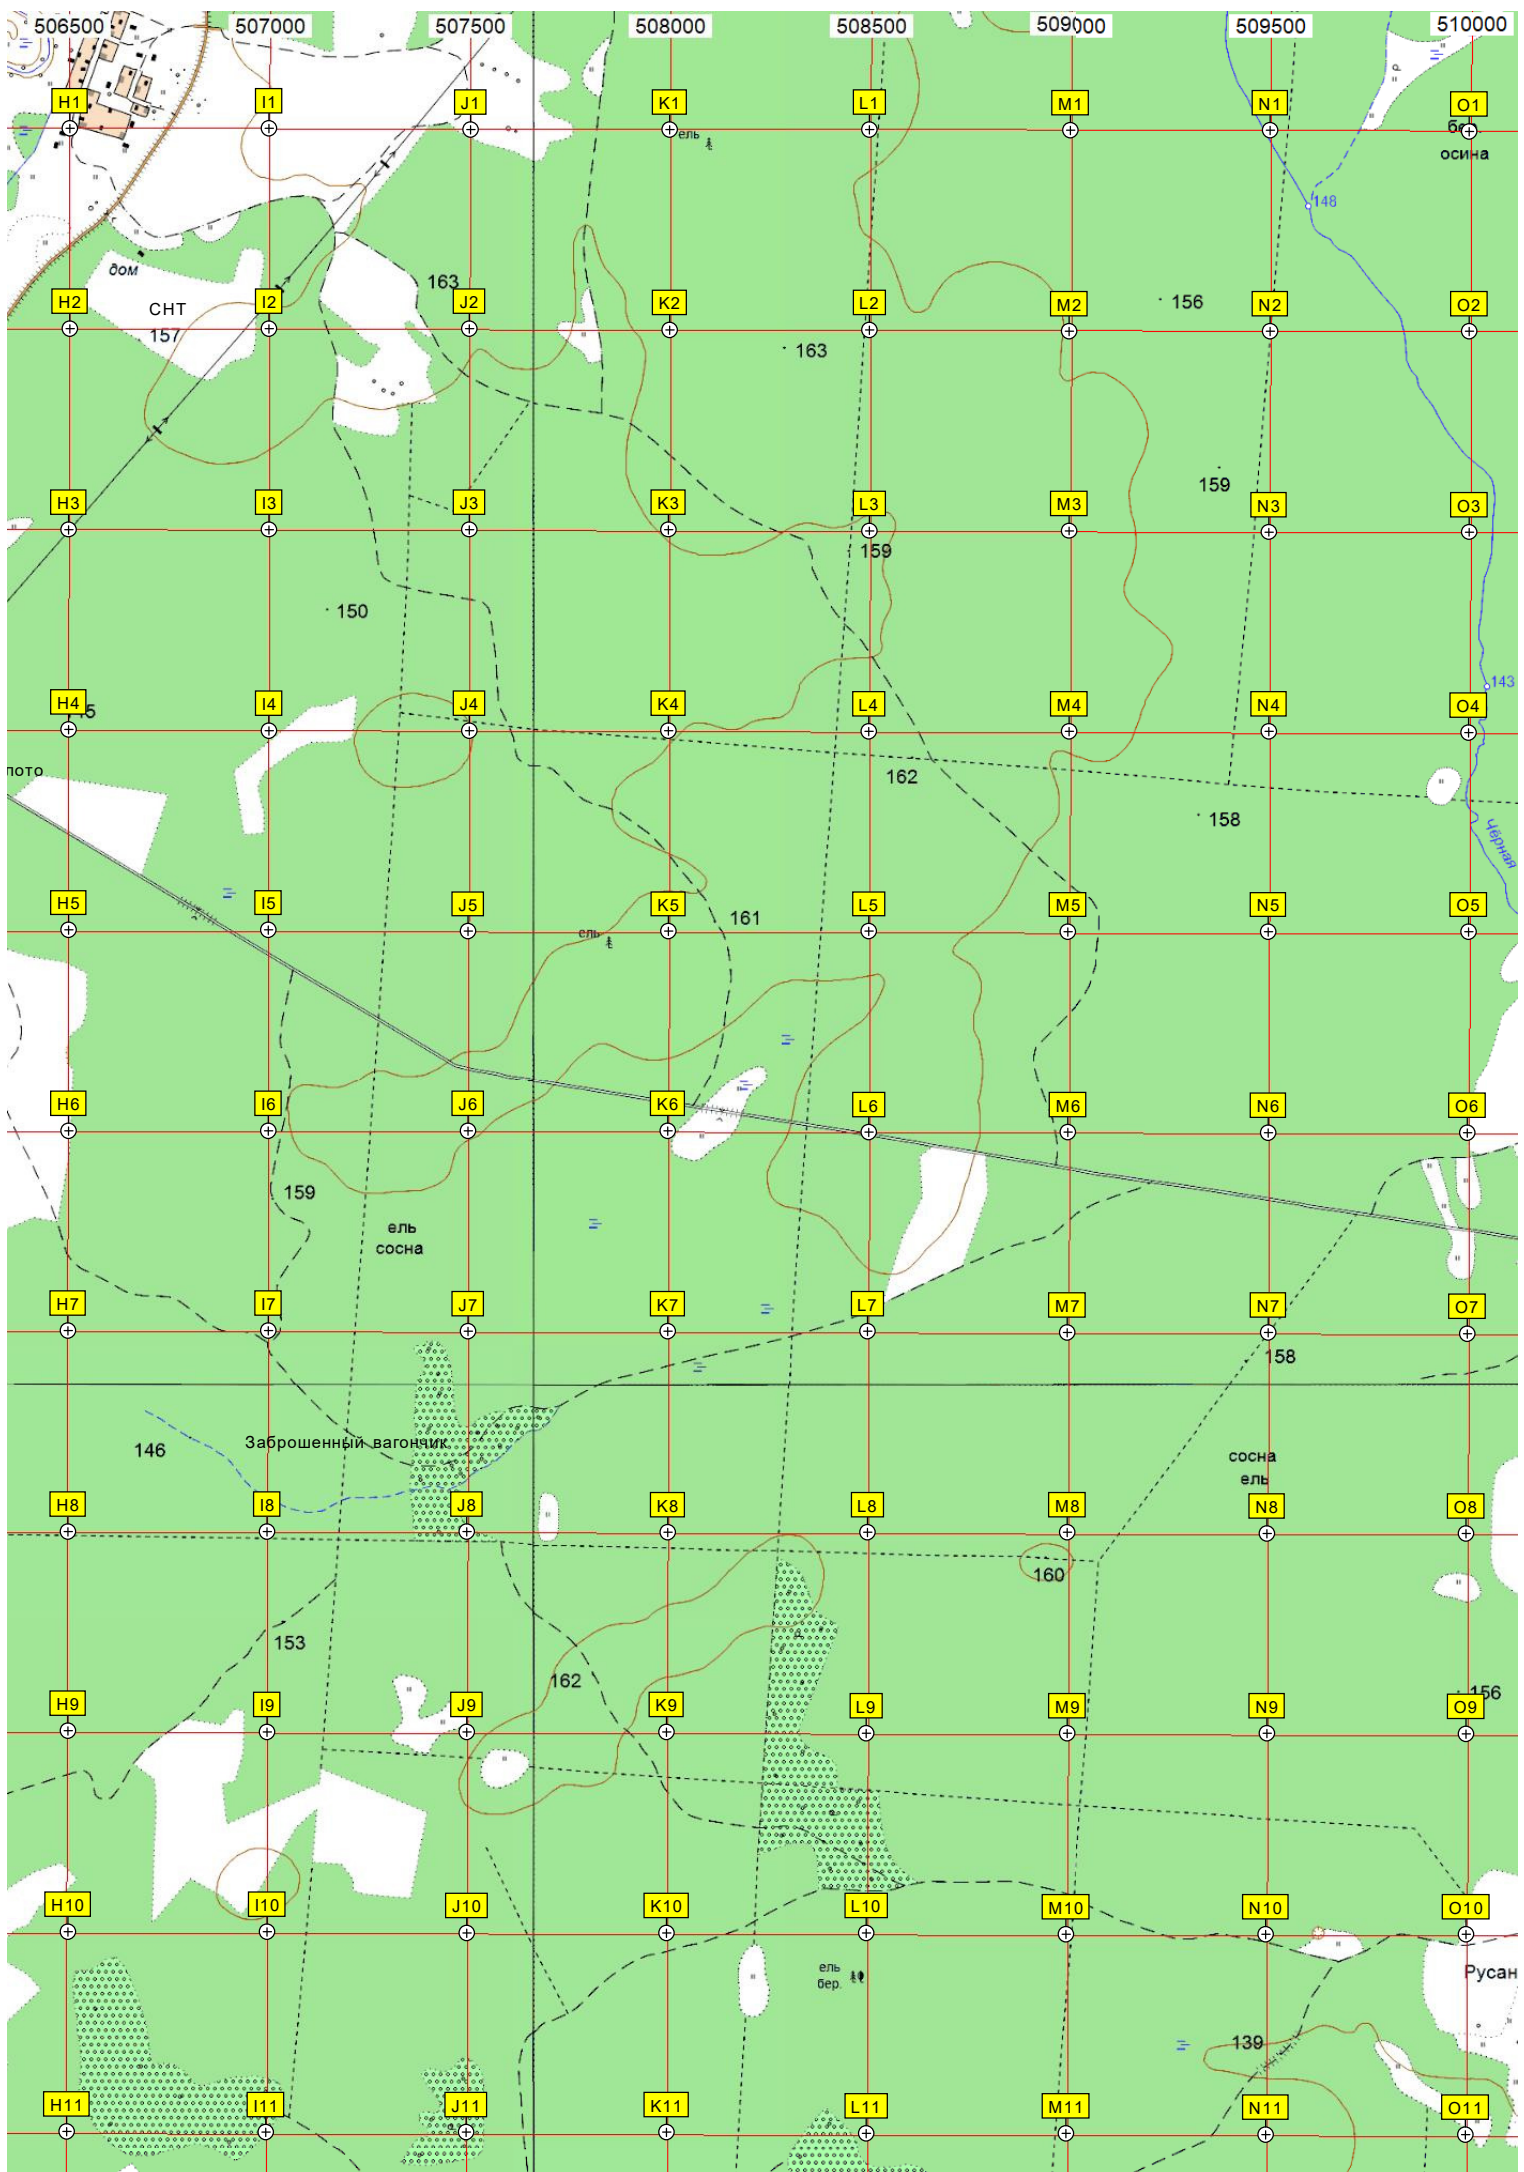 506500 507000 507500 508000 508500 509000 509500 510000
H1 I1 J1 K1 L1 M1 N1 O1
ель
осина
148
дом
163
H2 I2 J2 K2 L2 M2 N2 O2
СНТ
156
157
163
159
H3 I3 J3 K3 L3 M3 N3 O3
159
150
143
H4 I4 J4 K4 L4 M4 N4 O4
лото
162
158
Чёрная
H5 I5 J5 K5 L5 M5 N5 O5
161
ель
H6 I6 J6 K6 L6 M6 N6 O6
159
ель
сосна
H7 I7 J7 K7 L7 M7 N7 O7
158
Заброшенный вагончик
146
сосна
ель
H8 I8 J8 K8 L8 M8 N8 O8
160
153
162
156
H9 I9 J9 K9 L9 M9 N9 O9
H10 I10 J10 K10 L10 M10 N10 O10
ель
бер.
Русан
139
H11 I11 J11 K11 L11 M11 N11 O11